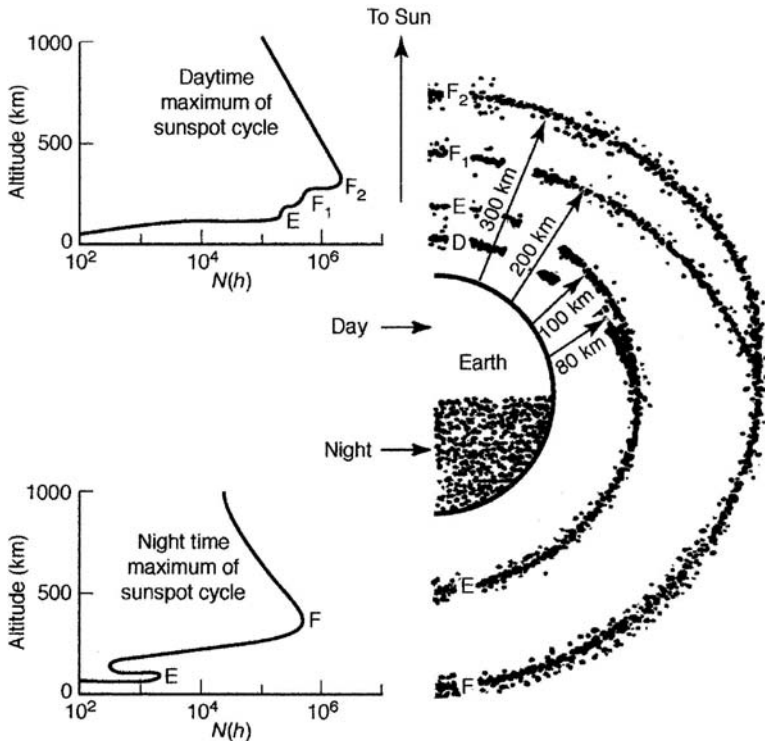 To Sun
1000
Daytime
maximum of
sunspot cycle
Altitude (km)
500
F2
F1
E
0
10^2
10^4
10^6
N(h)
F2
F1
E
D
300 km
200 km
100 km
80 km
Day
Earth
Night
1000
Night time
maximum of
sunspot cycle
Altitude (km)
500
F
E
0
10^2
10^4
10^6
N(h)
E
F